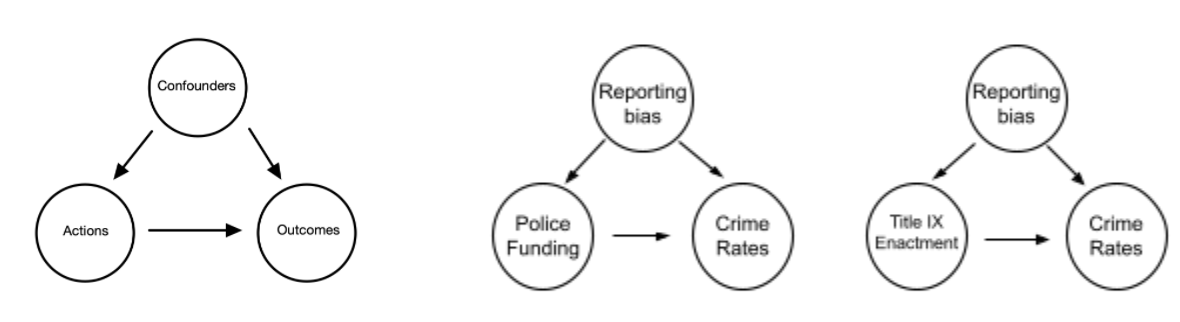 Confounders
Actions
Outcomes
Reporting
bias
Police
Funding
Crime
Rates
Reporting
bias
Title IX
Enactment
Crime
Rates